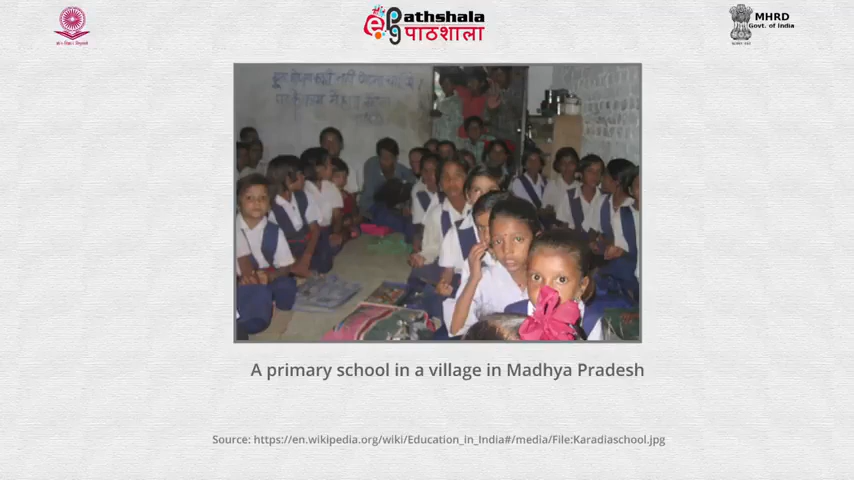 ePathshala
पाठशाला
MHRD
Govt. of India
A primary school in a village in Madhya Pradesh
Source: https://en.wikipedia.org/wiki/Education_in_India#/media/File:Karadiaschool.jpg